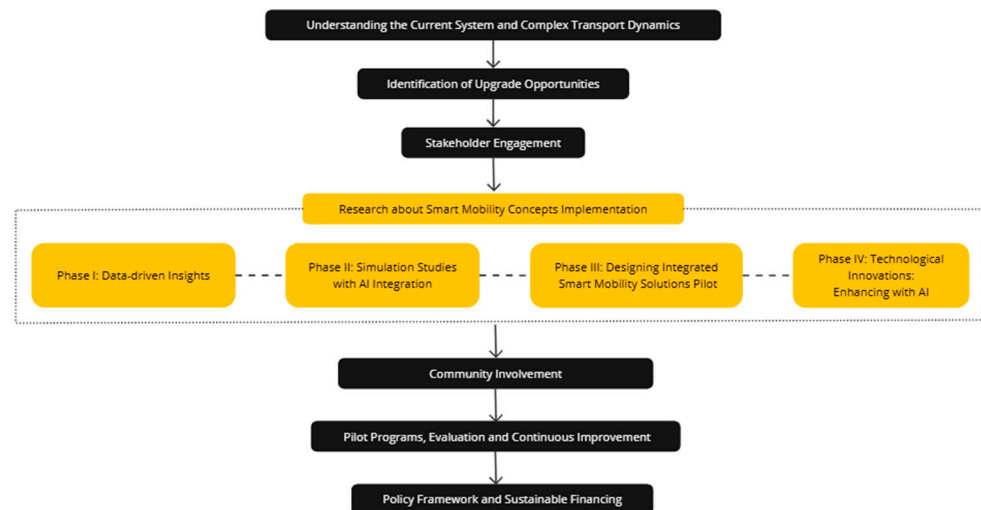 Understanding the Current System and Complex Transport Dynamics
Identification of Upgrade Opportunities
Stakeholder Engagement
Research about Smart Mobility Concepts Implementation
Phase I: Data-driven Insights
Phase II: Simulation Studies
with AI Integration
Phase III: Designing Integrated
Smart Mobility Solutions Pilot
Phase IV: Technological
Innovations:
Enhancing with AI
Community Involvement
Pilot Programs, Evaluation and Continuous Improvement
Policy Framework and Sustainable Financing